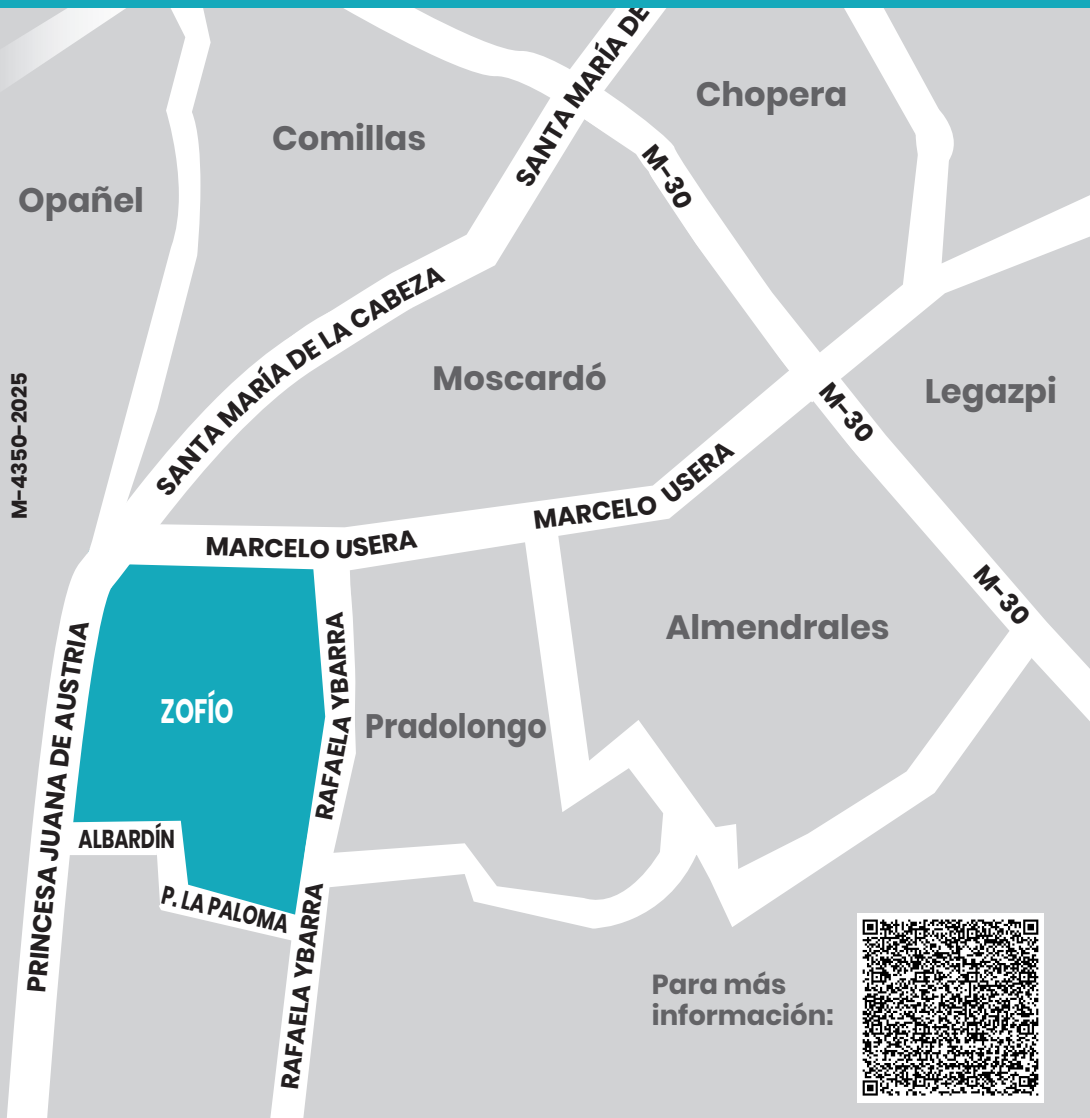 SANTA MARÍA DE
Chopera
Comillas
M-30
Opañel
SANTA MARÍA DE LA CABEZA
Moscardó
Legazpi
M-30
M-4350-2025
MARCELO USERA
MARCELO USERA
M-30
Almendrales
PRINCESA JUANA DE AUSTRIA
ZOFÍO
RAFAELA YBARRA
Pradolongo
ALBARDÍN
P. LA PALOMA
RAFAELA YBARRA
Para más
información: